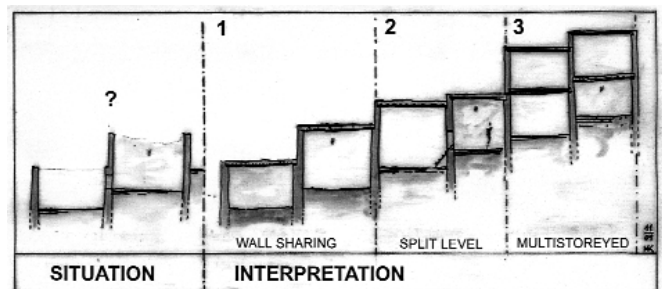 ?
1
2
3
WALL SHARING
SPLIT LEVEL
MULTISTOREYED
SITUATION
INTERPRETATION